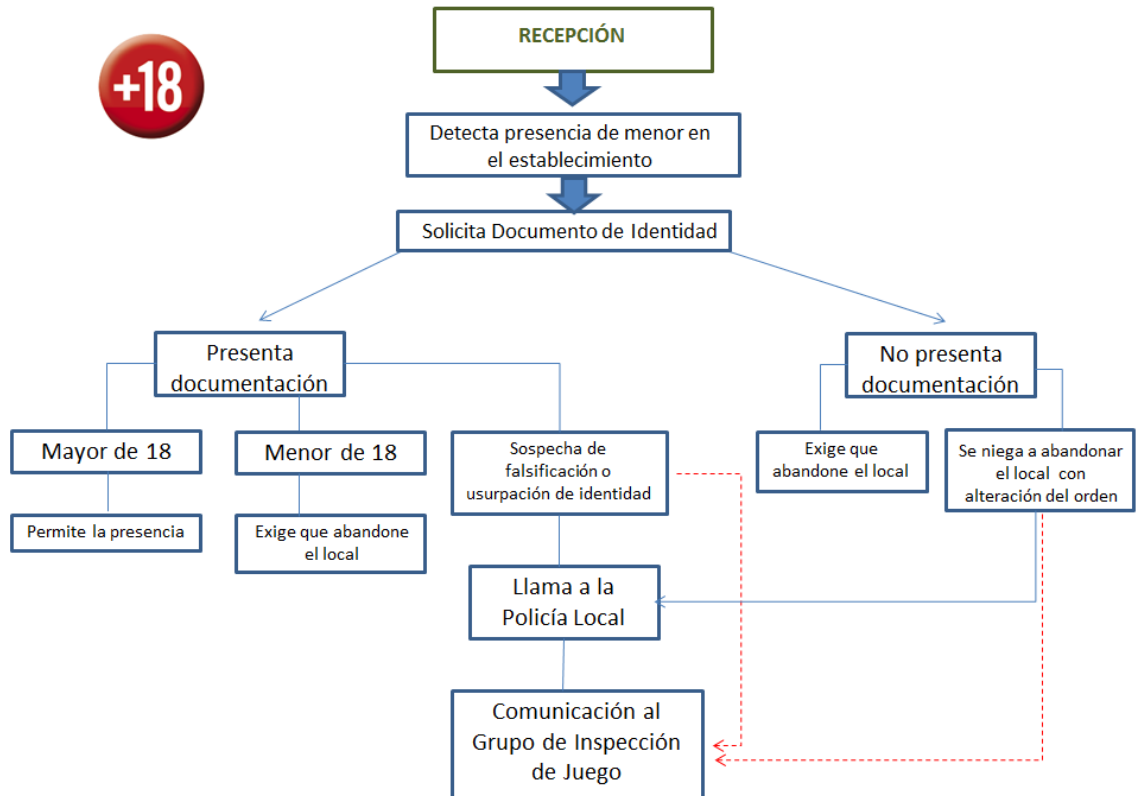 +18
RECEPCIÓN
Detecta presencia de menor en
el establecimiento
Solicita Documento de Identidad
Presenta
documentación
No presenta
documentación
Mayor de 18
Menor de 18
Sospecha de
falsificación o
usurpación de identidad
Exige que
abandone el local
Se niega a abandonar
el local con
alteración del orden
Permite la presencia
Exige que abandone
el local
Llama a la
Policía Local
Comunicación al
Grupo de Inspección
de Juego